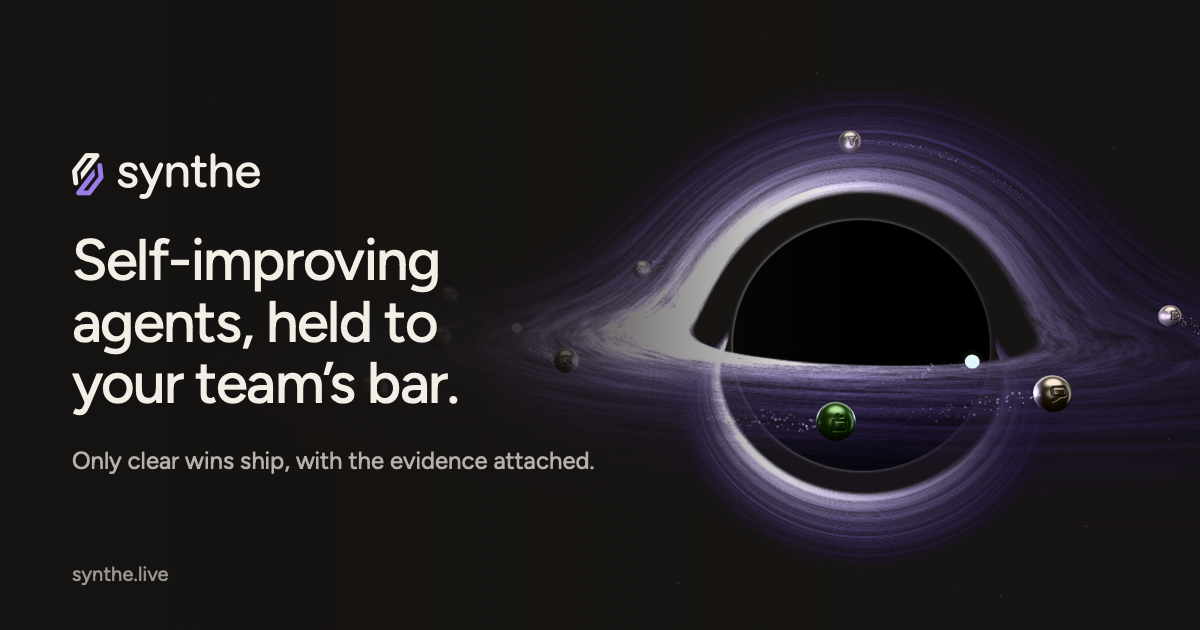 synthe
Self-improving
agents, held to
your team’s bar.
Only clear wins ship, with the evidence attached.
synthe.live